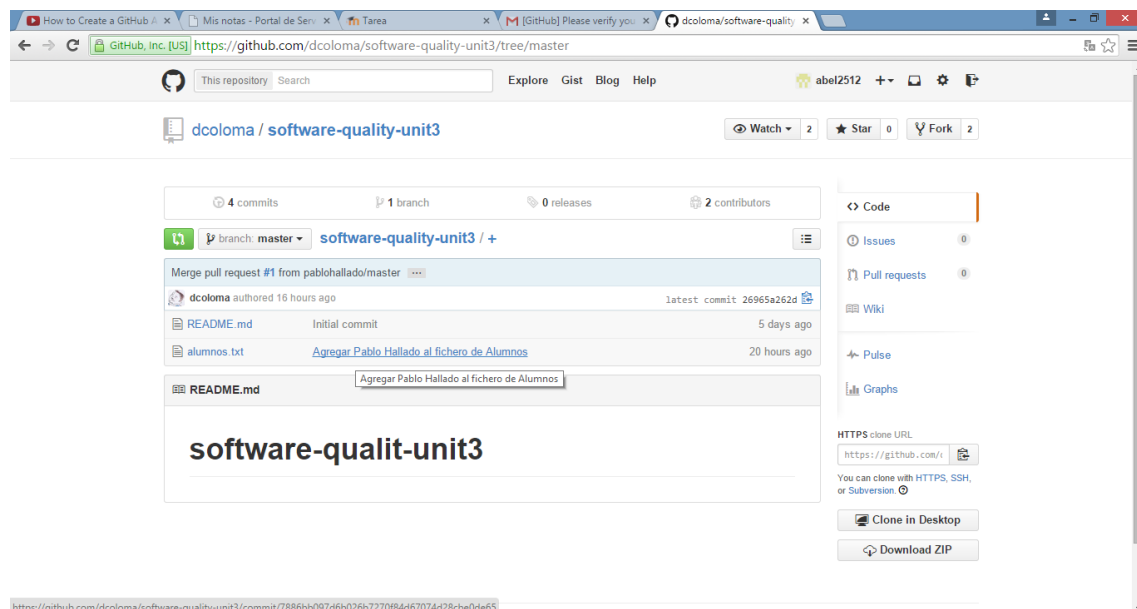 How to Create a GitHub A
Mis notas - Portal de Serv
Tarea
[GitHub] Please verify you
dcoloma/software-quality
GitHub, Inc. [US] https://github.com/dcoloma/software-quality-unit3/tree/master
This repository Search Explore Gist Blog Help abel2512
dcoloma / software-quality-unit3 Watch 2 Star 0 Fork 2
4 commits 1 branch 0 releases 2 contributors
branch: master software-quality-unit3 / +
Merge pull request #1 from pablohallado/master ...
dcoloma authored 16 hours ago latest commit 26965a262d
README.md Initial commit 5 days ago
alumnos.txt Agregar Pablo Hallado al fichero de Alumnos 20 hours ago
Agregar Pablo Hallado al fichero de Alumnos
README.md
software-qualit-unit3
Code
Issues 0
Pull requests 0
Wiki
Pulse
Graphs
HTTPS clone URL
https://github.com/
You can clone with HTTPS, SSH,
or Subversion.
Clone in Desktop
Download ZIP